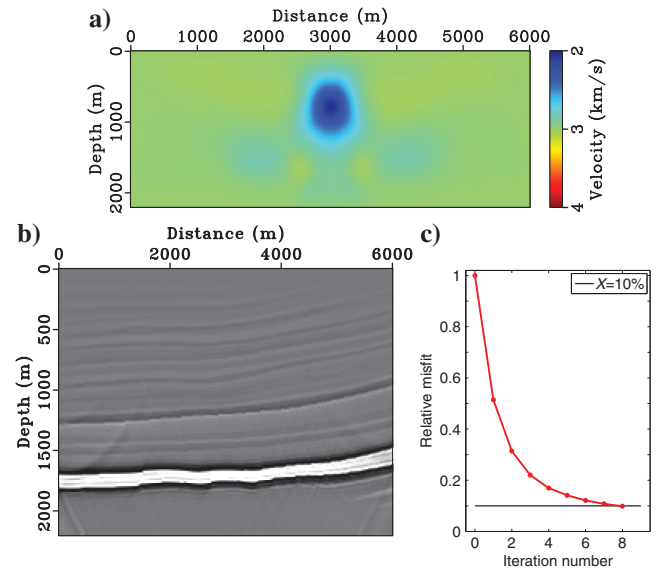 a)
Distance (m)
0 1000 2000 3000 4000 5000 6000
Depth (m)
0
1000
2000
2
3
4
Velocity (km/s)
b)
Distance (m)
0 2000 4000 6000
Depth (m)
0
500
1000
1500
2000
c)
X=10%
Relative misfit
1
0.8
0.6
0.4
0.2
0
0 2 4 6 8
Iteration number